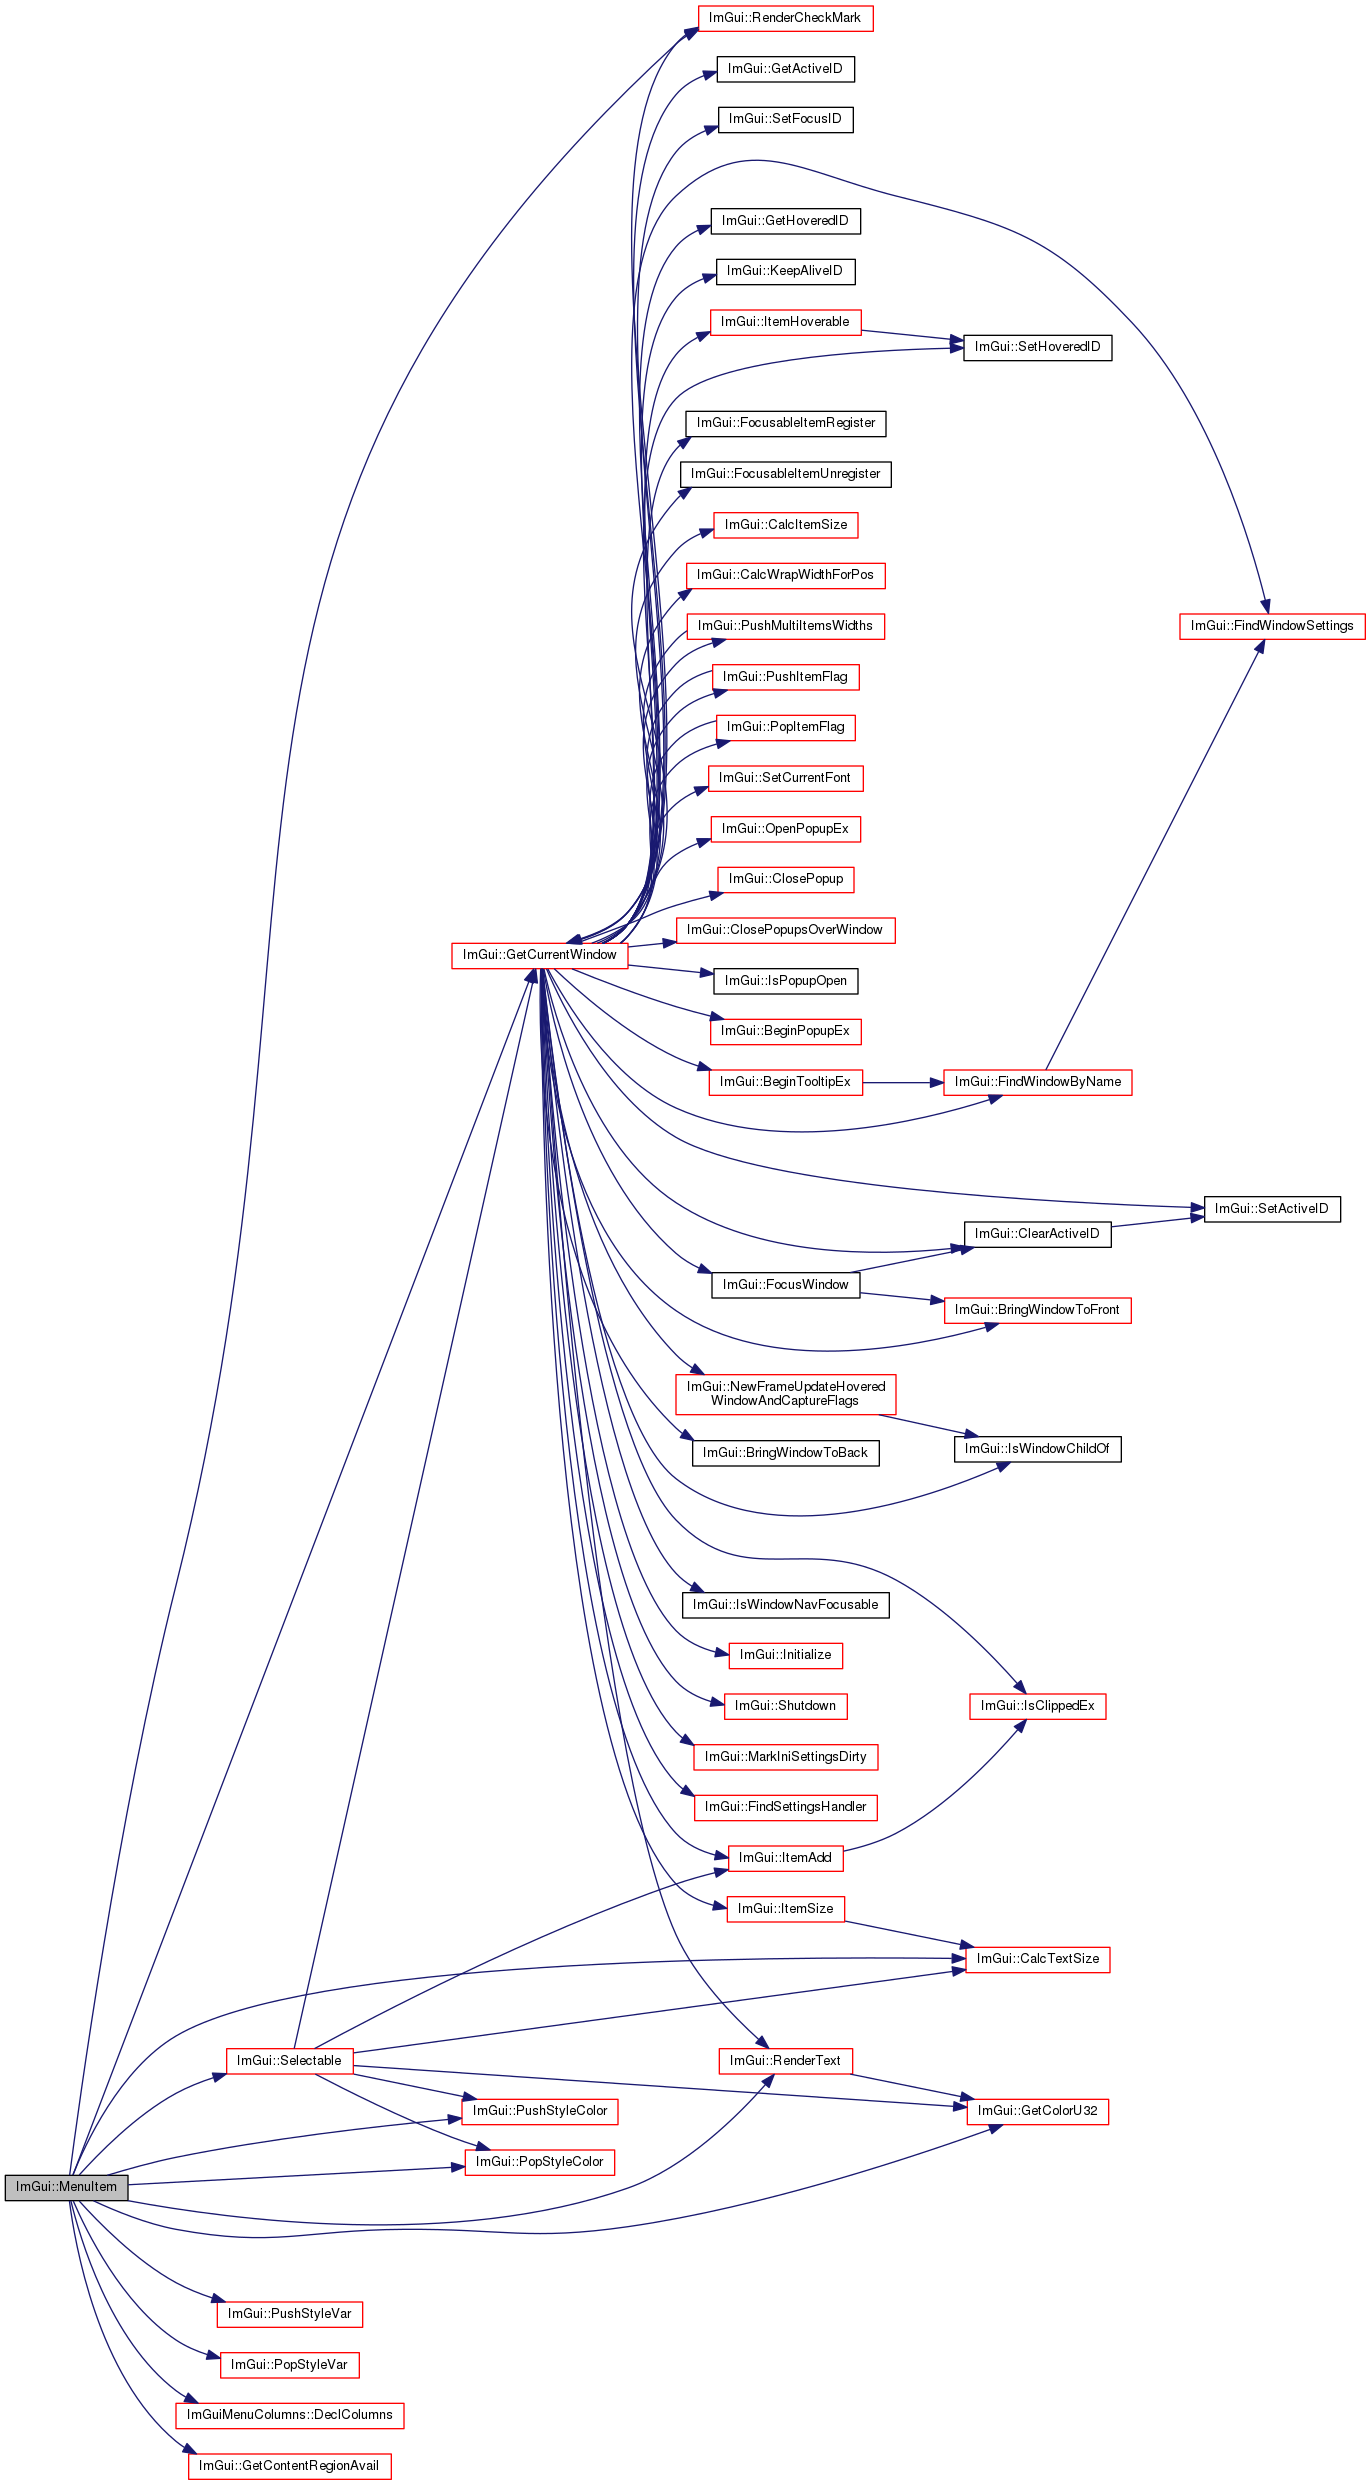 ImGui::RenderCheckMark
ImGui::GetActiveID
ImGui::SetFocusID
ImGui::GetHoveredID
ImGui::KeepAliveID
ImGui::ItemHoverable
ImGui::SetHoveredID
ImGui::FocusableItemRegister
ImGui::FocusableItemUnregister
ImGui::CalcItemSize
ImGui::CalcWrapWidthForPos
ImGui::PushMultiItemsWidths
ImGui::FindWindowSettings
ImGui::PushItemFlag
ImGui::PopItemFlag
ImGui::SetCurrentFont
ImGui::OpenPopupEx
ImGui::ClosePopup
ImGui::ClosePopupsOverWindow
ImGui::GetCurrentWindow
ImGui::IsPopupOpen
ImGui::BeginPopupEx
ImGui::BeginTooltipEx
ImGui::FindWindowByName
ImGui::SetActiveID
ImGui::ClearActiveID
ImGui::FocusWindow
ImGui::BringWindowToFront
ImGui::NewFrameUpdateHovered
WindowAndCaptureFlags
ImGui::BringWindowToBack
ImGui::IsWindowChildOf
ImGui::IsWindowNavFocusable
ImGui::Initialize
ImGui::Shutdown
ImGui::IsClippedEx
ImGui::MarkIniSettingsDirty
ImGui::FindSettingsHandler
ImGui::ItemAdd
ImGui::ItemSize
ImGui::CalcTextSize
ImGui::Selectable
ImGui::RenderText
ImGui::PushStyleColor
ImGui::GetColorU32
ImGui::PopStyleColor
ImGui::MenuItem
ImGui::PushStyleVar
ImGui::PopStyleVar
ImGuiMenuColumns::DeclColumns
ImGui::GetContentRegionAvail